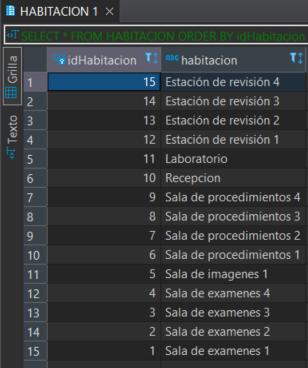 HABITACION 1
SELECT * FROM HABITACION ORDER BY idHabitacion
Grilla
Texto
idHabitacion habitacion
1 15 Estación de revisión 4
2 14 Estación de revisión 3
3 13 Estación de revisión 2
4 12 Estación de revisión 1
5 11 Laboratorio
6 10 Recepcion
7 9 Sala de procedimientos 4
8 8 Sala de procedimientos 3
9 7 Sala de procedimientos 2
10 6 Sala de procedimientos 1
11 5 Sala de imagenes 1
12 4 Sala de examenes 4
13 3 Sala de examenes 3
14 2 Sala de examenes 2
15 1 Sala de examenes 1